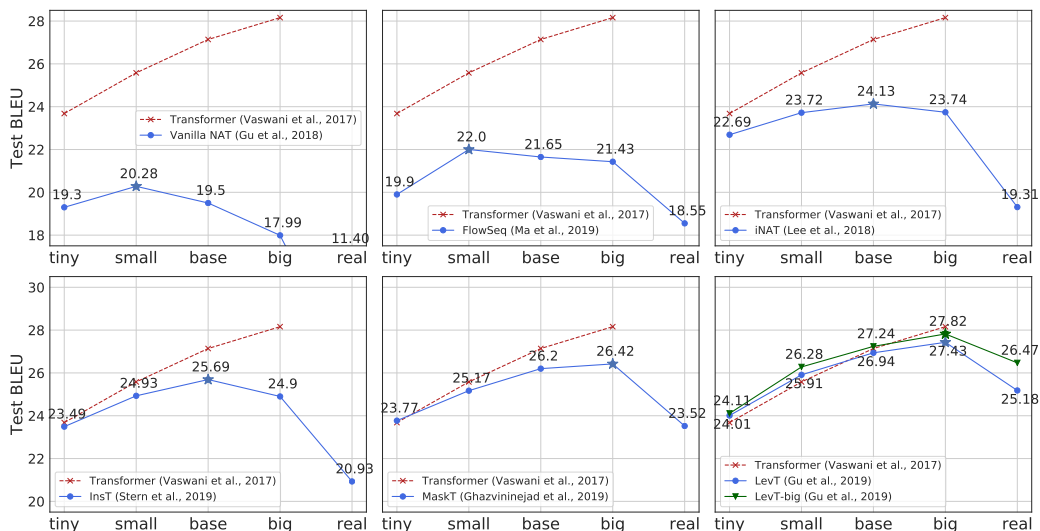 28
26
24
22
20
18
Test BLEU
19.3
20.28
19.5
17.99
11.40
Transformer (Vaswani et al., 2017)
Vanilla NAT (Gu et al., 2018)
tiny small base big real
19.9
22.0
21.65
21.43
18.55
Transformer (Vaswani et al., 2017)
FlowSeq (Ma et al., 2019)
tiny small base big real
22.69
23.72
24.13
23.74
19.31
Transformer (Vaswani et al., 2017)
iNAT (Lee et al., 2018)
tiny small base big real
30
28
26
24
22
20
Test BLEU
23.49
24.93
25.69
24.9
20.93
Transformer (Vaswani et al., 2017)
InsT (Stern et al., 2019)
tiny small base big real
23.77
25.17
26.2
26.42
23.52
Transformer (Vaswani et al., 2017)
MaskT (Ghazvininejad et al., 2019)
tiny small base big real
24.11
26.28
27.24
27.82
26.47
24.01
25.91
26.94
27.43
25.18
Transformer (Vaswani et al., 2017)
LevT (Gu et al., 2019)
LevT-big (Gu et al., 2019)
tiny small base big real